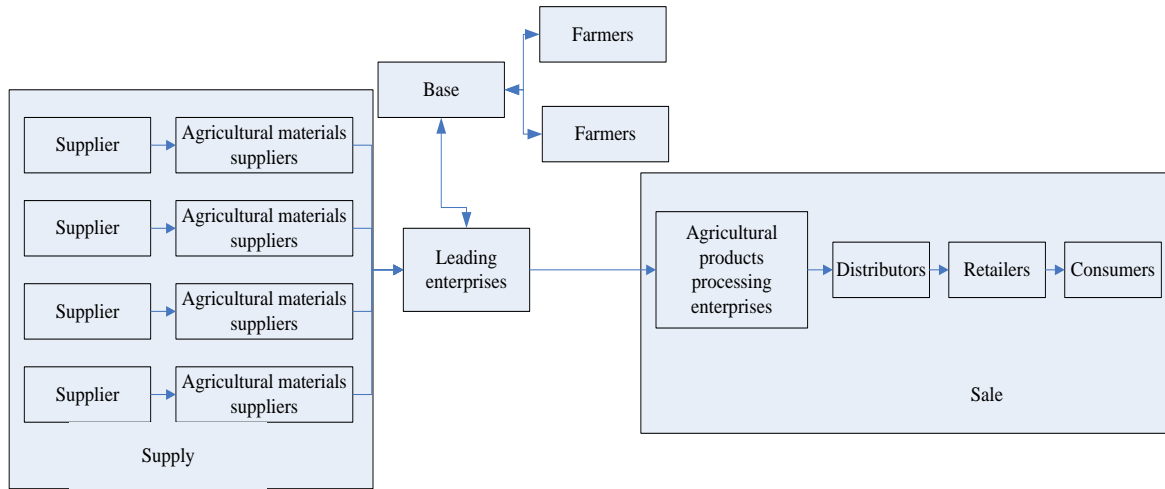 Farmers
Base
Farmers
Supplier
Agricultural materials
suppliers
Supplier
Agricultural materials
suppliers
Supplier
Agricultural materials
suppliers
Supplier
Agricultural materials
suppliers
Supply
Leading
enterprises
Agricultural
products
processing
enterprises
Distributors
Retailers
Consumers
Sale